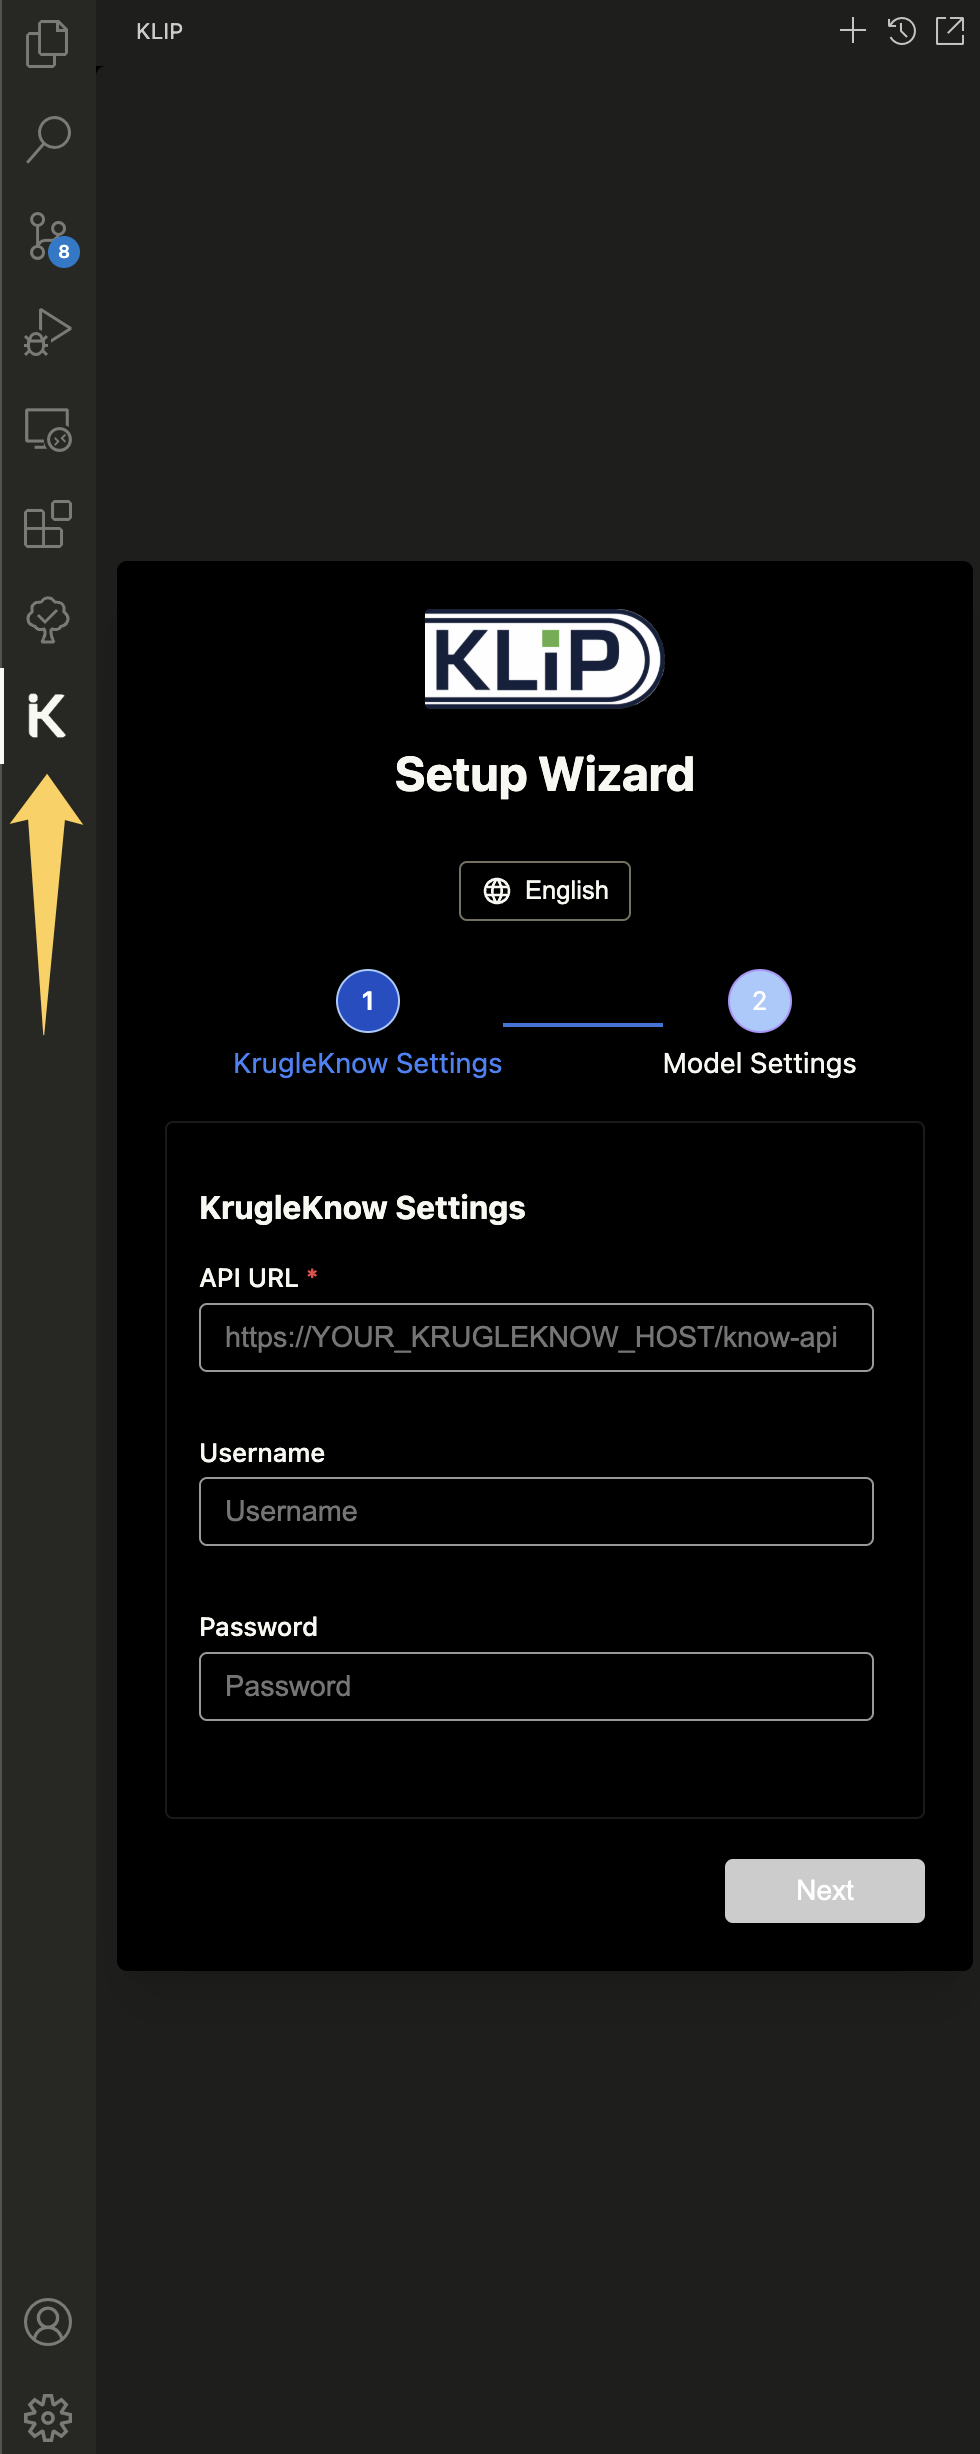 KLIP
8
KLiP
Setup Wizard
English
1
2
KrugleKnow Settings
Model Settings
KrugleKnow Settings
API URL *
https://YOUR_KRUGLEKNOW_HOST/know-api
Username
Username
Password
Password
Next